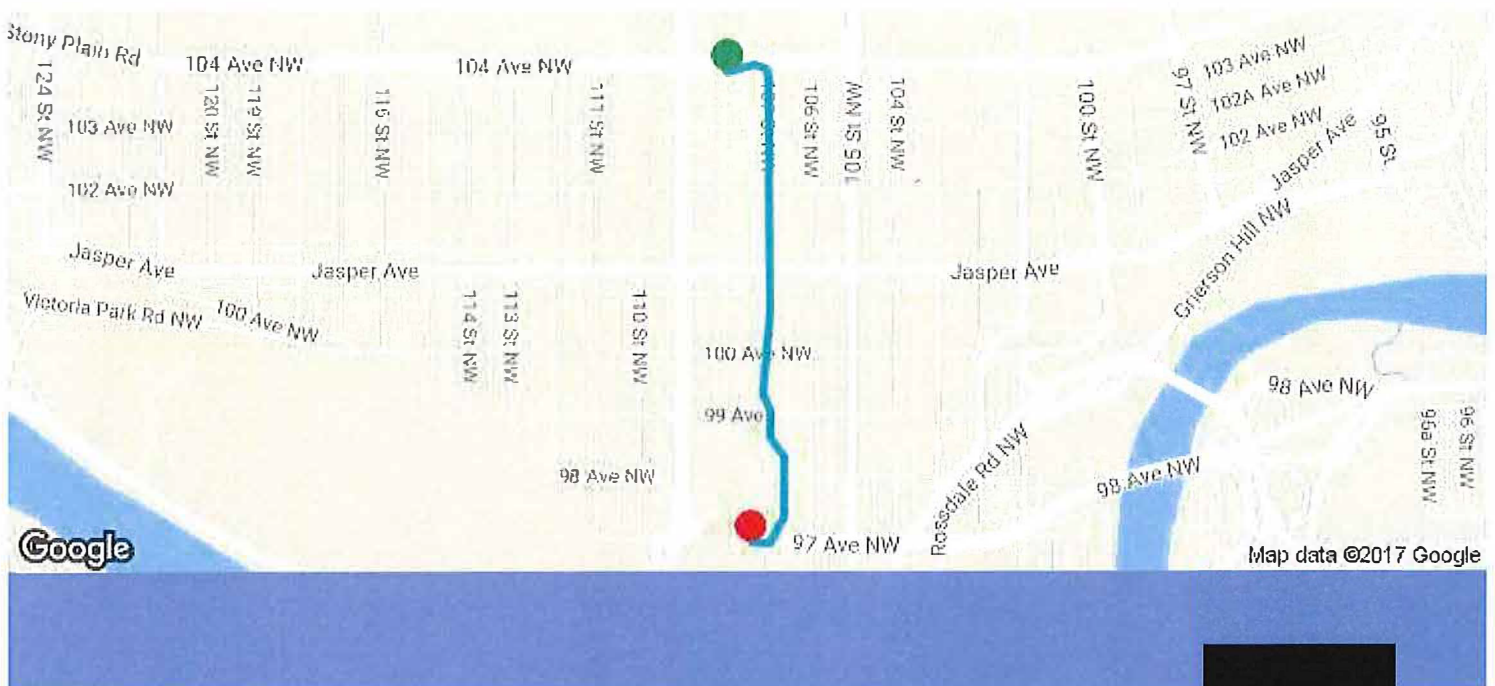 Stony Plain Rd
104 Ave NW
104 Ave NW
103 Ave NW
102A Ave NW
102 Ave NW
124 St NW
120 St NW
119 St NW
116 St NW
111 St NW
106 St NW
105 St NW
104 St NW
100 St NW
97 St NW
95 St
103 Ave NW
102 Ave NW
Jasper Ave
Jasper Ave
Jasper Ave
Jasper Ave
Grierson Hill NW
Victoria Park Rd NW
100 Ave NW
114 St NW
113 St NW
110 St NW
100 Ave NW
99 Ave
98 Ave NW
98 Ave NW
98 Ave NW
95a St NW
96 St NW
Rossdale Rd NW
97 Ave NW
Google
Map data ©2017 Google